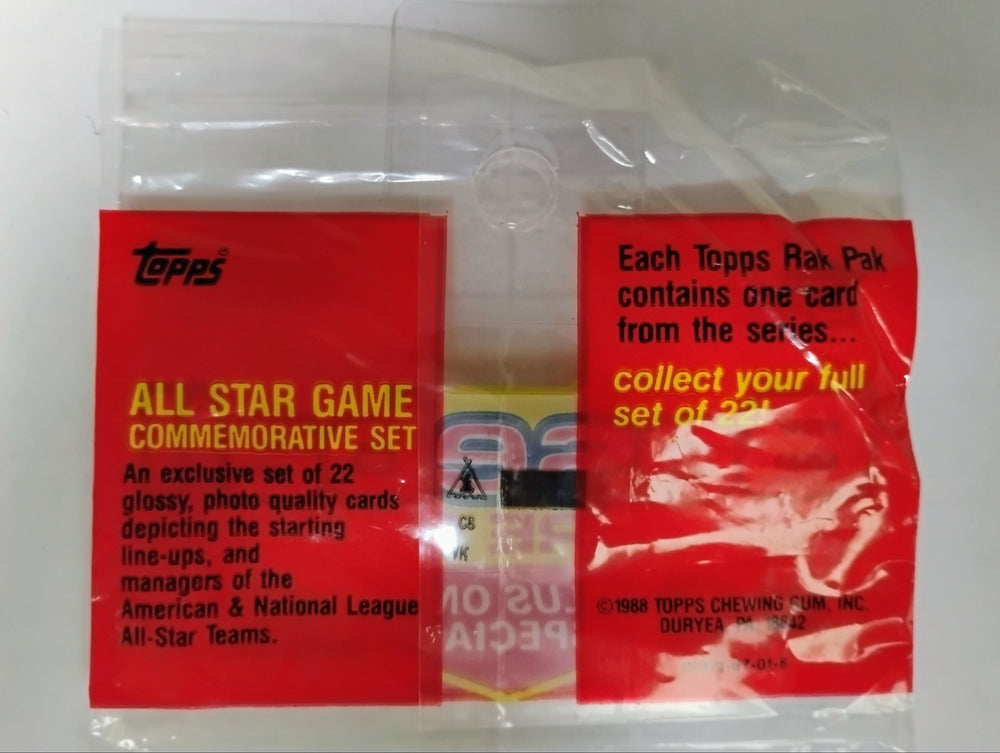 Topps
ALL STAR GAME
COMMEMORATIVE SET
An exclusive set of 22
glossy, photo quality cards
depicting the starting
line-ups, and
managers of the
American & National League
All-Star Teams.
CB
Each Topps Rak Pak
contains one card
from the series...
collect your full
set of 22!
©1988 TOPPS CHEWING GUM, INC.
DURYEA, PA 18642